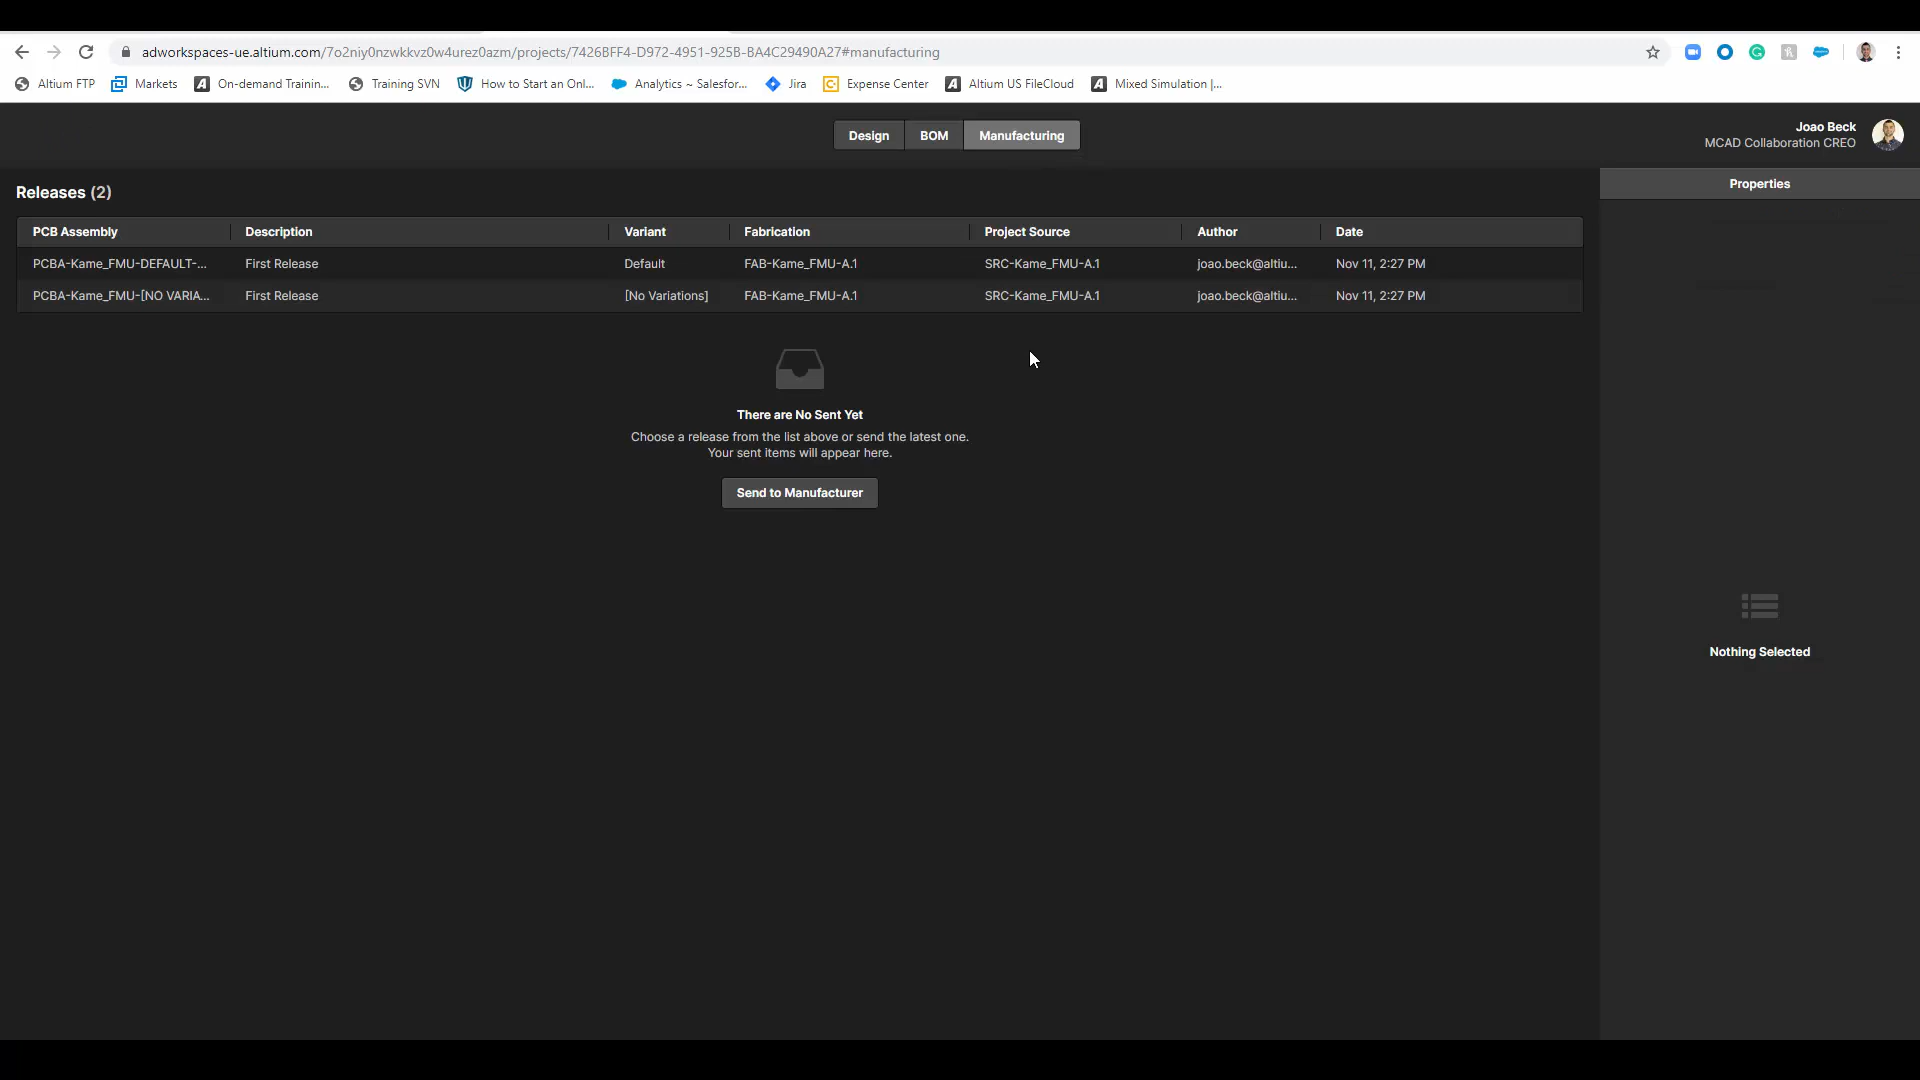 adworkspaces-ue.altium.com/7o2niy0nzwkkvz0w4urez0azm/projects/7426BFF4-D972-4951-925B-BA4C29490A27#manufacturing
Altium FTP Markets On-demand Trainin... Training SVN How to Start an Onl... Analytics ~ Salesfor... Jira Expense Center Altium US FileCloud Mixed Simulation |...
Design BOM Manufacturing
Joao Beck
MCAD Collaboration CREO
Releases (2)
Properties
PCB Assembly Description Variant Fabrication Project Source Author Date
PCBA-Kame_FMU-DEFAULT-... First Release Default FAB-Kame_FMU-A.1 SRC-Kame_FMU-A.1 joao.beck@altiu... Nov 11, 2:27 PM
PCBA-Kame_FMU-[NO VARIA... First Release [No Variations] FAB-Kame_FMU-A.1 SRC-Kame_FMU-A.1 joao.beck@altiu... Nov 11, 2:27 PM
There are No Sent Yet
Choose a release from the list above or send the latest one.
Your sent items will appear here.
Send to Manufacturer
Nothing Selected